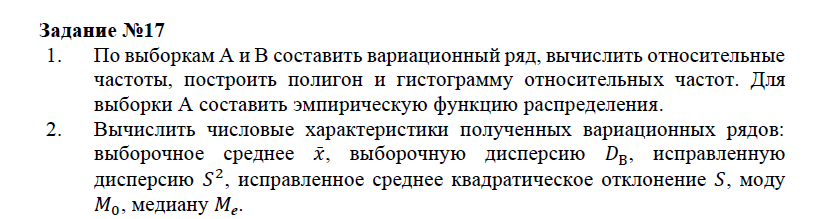 Задание №17
1. По выборкам А и В составить вариационный ряд, вычислить относительные
частоты, построить полигон и гистограмму относительных частот. Для
выборки А составить эмпирическую функцию распределения.
2. Вычислить числовые характеристики полученных вариационных рядов:
выборочное среднее x̄, выборочную дисперсию D_В, исправленную
дисперсию S², исправленное среднее квадратическое отклонение S, моду
M₀, медиану Mₑ.